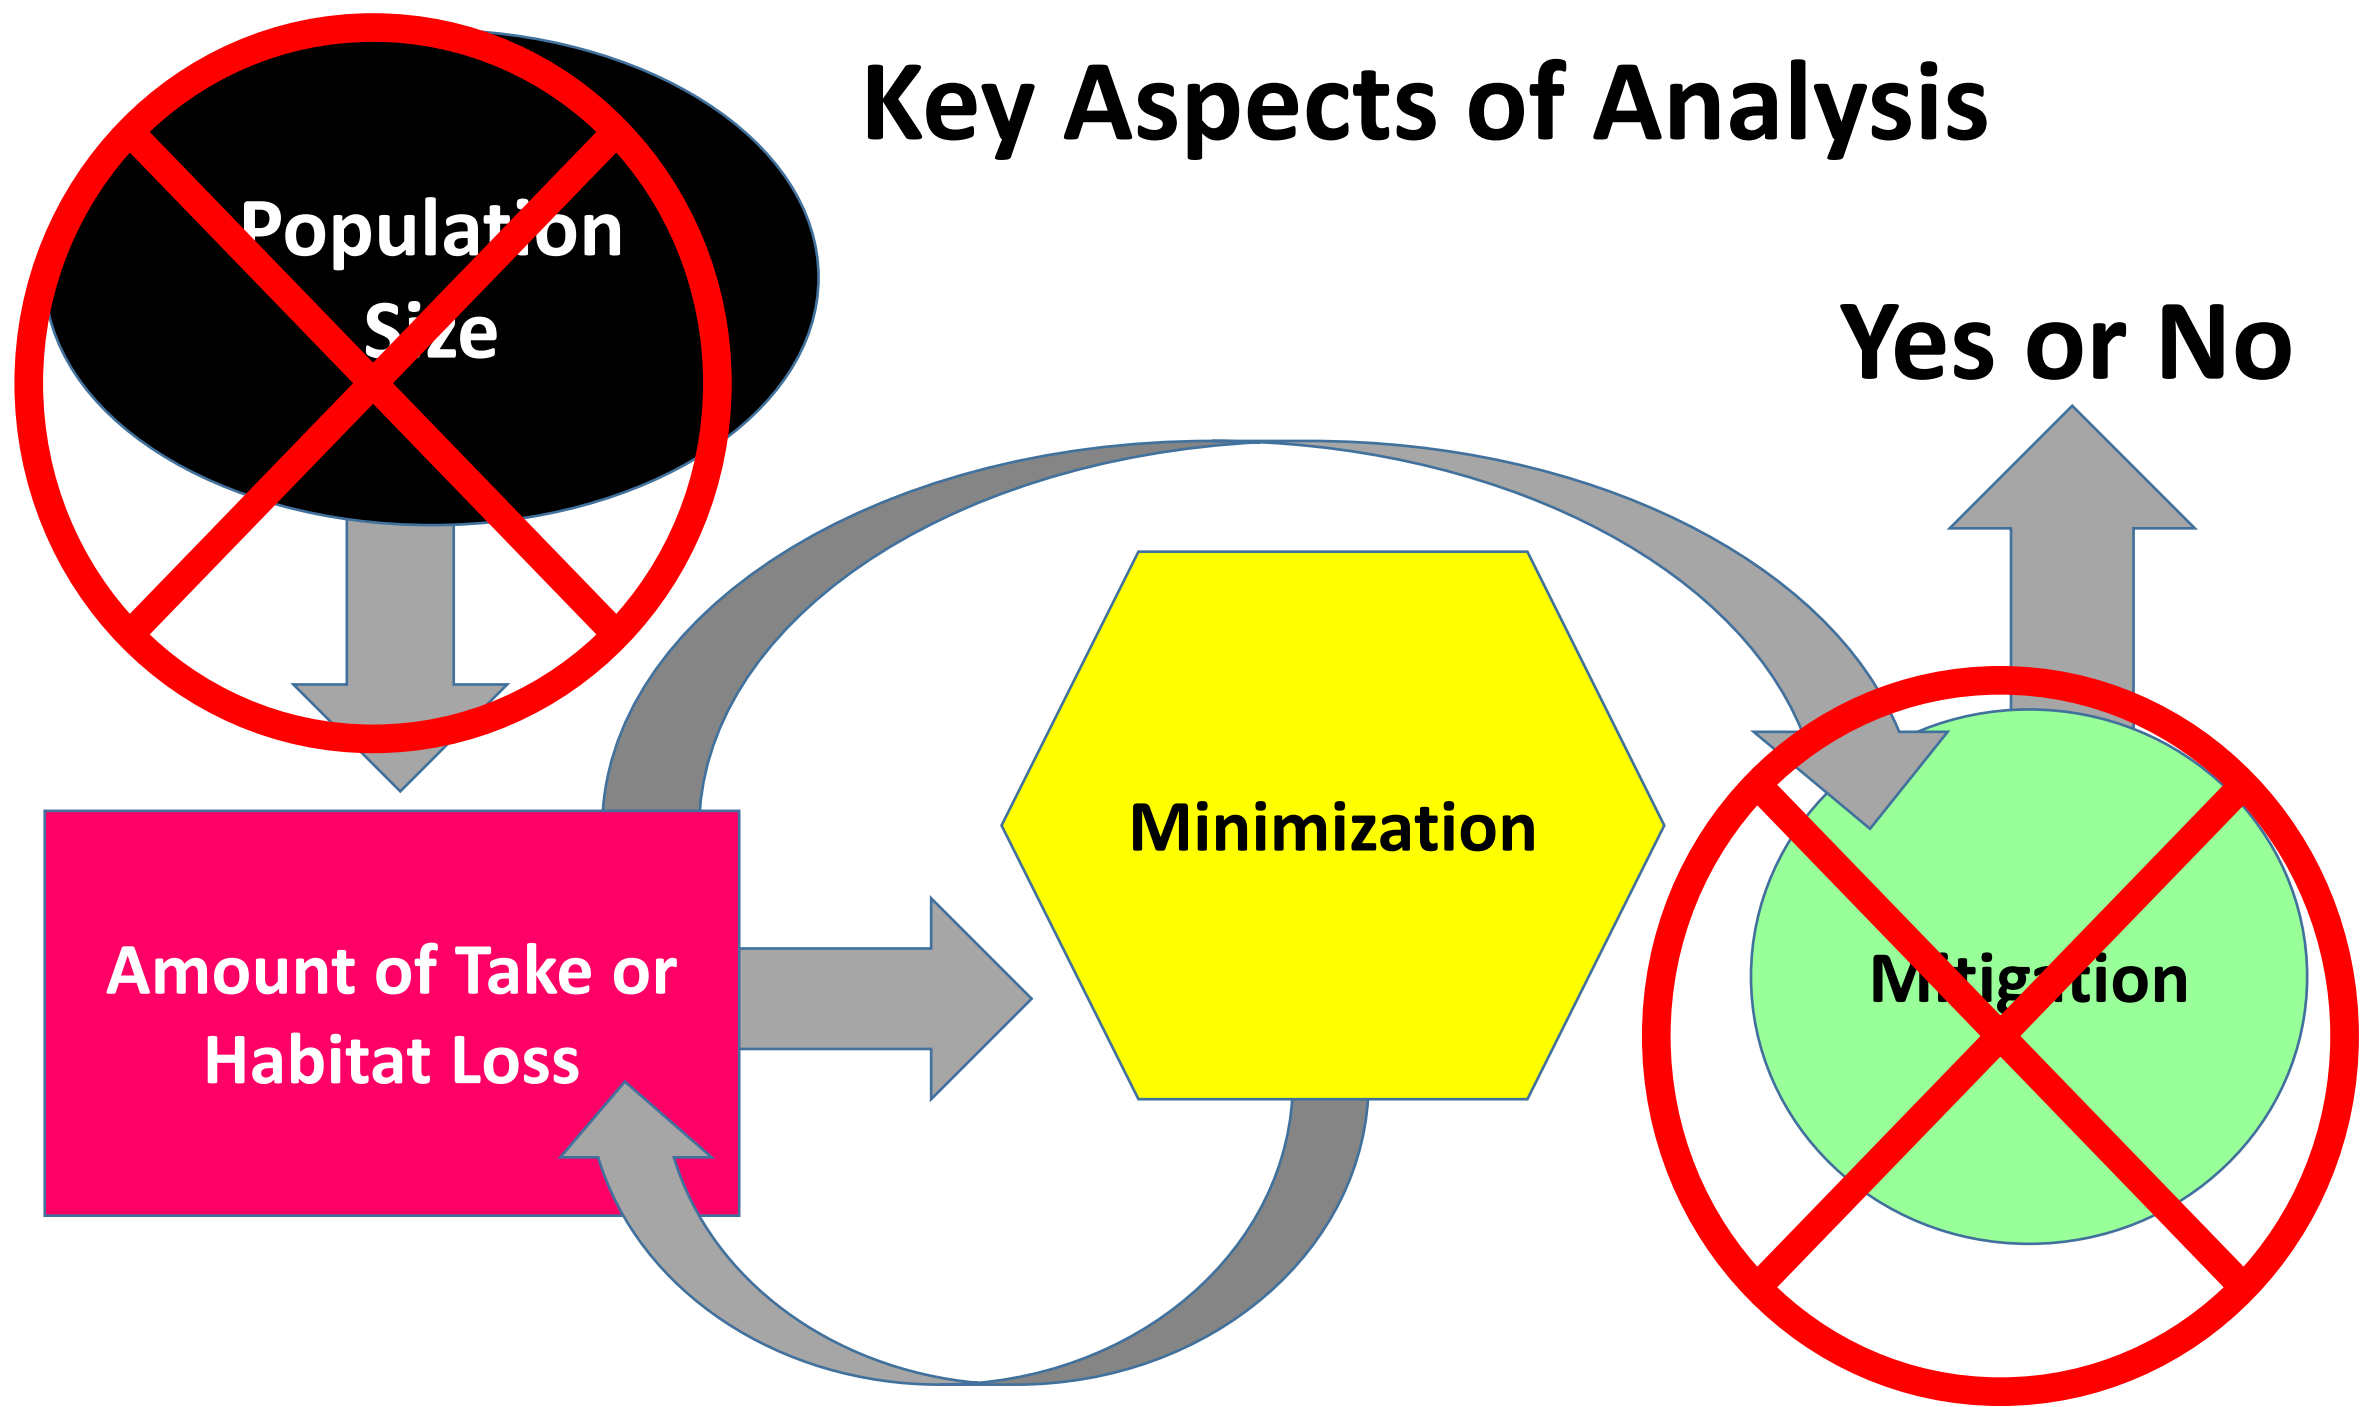 Key Aspects of Analysis
Population
Size
Yes or No
Minimization
Amount of Take or
Habitat Loss
Mitigation